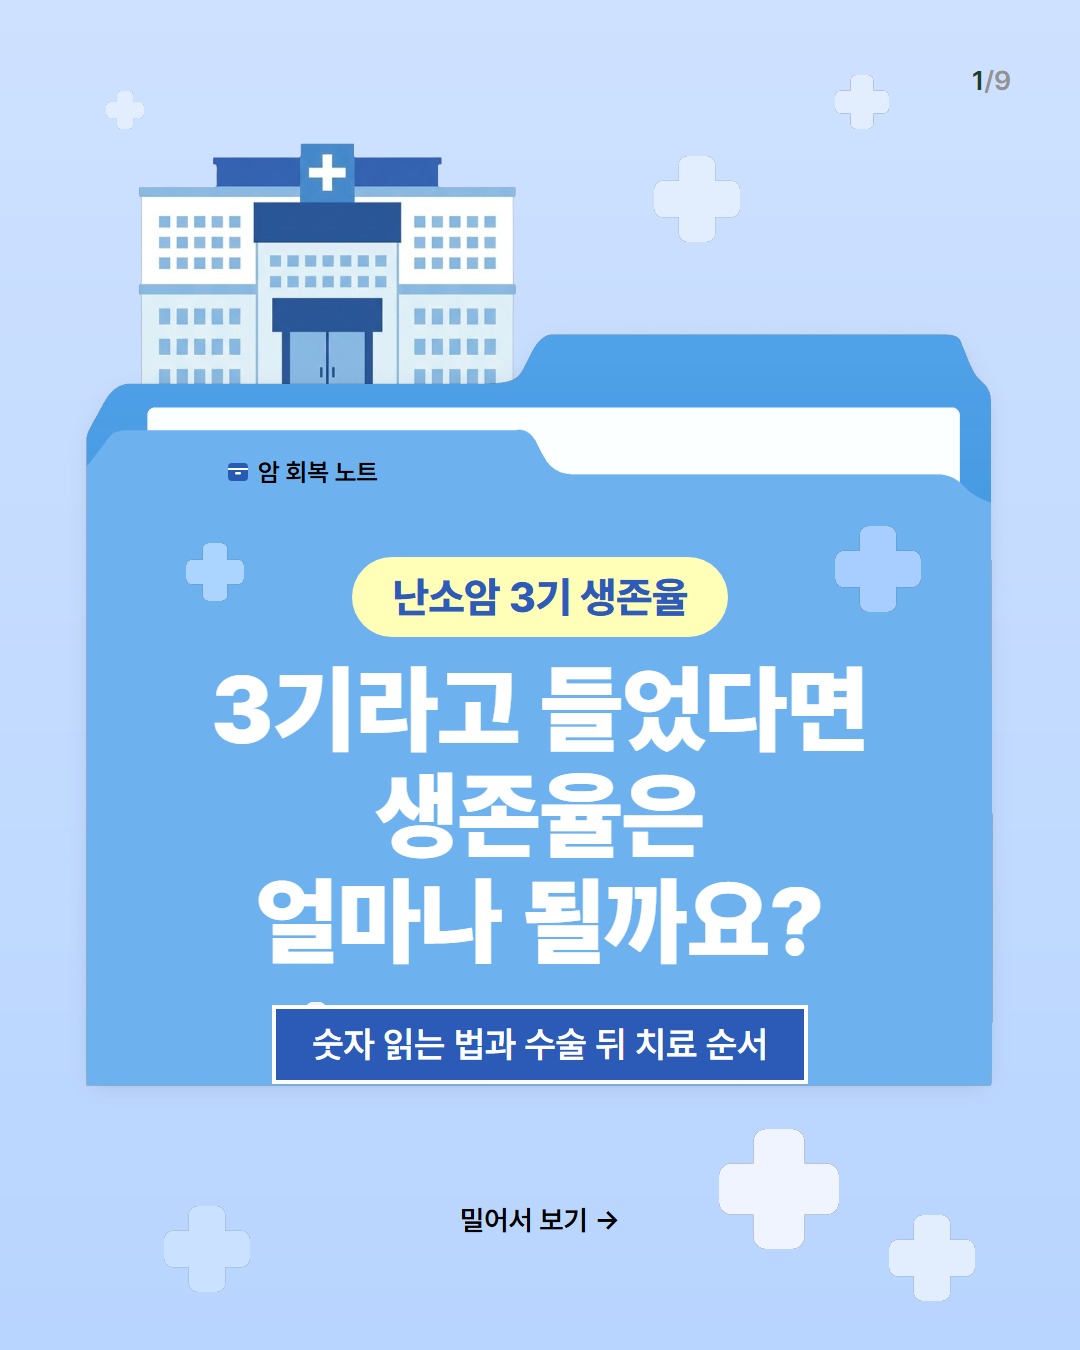 1/9
암 회복 노트
난소암 3기 생존율
3기라고 들었다면
생존율은
얼마나 될까요?
숫자 읽는 법과 수술 뒤 치료 순서
밀어서 보기 →